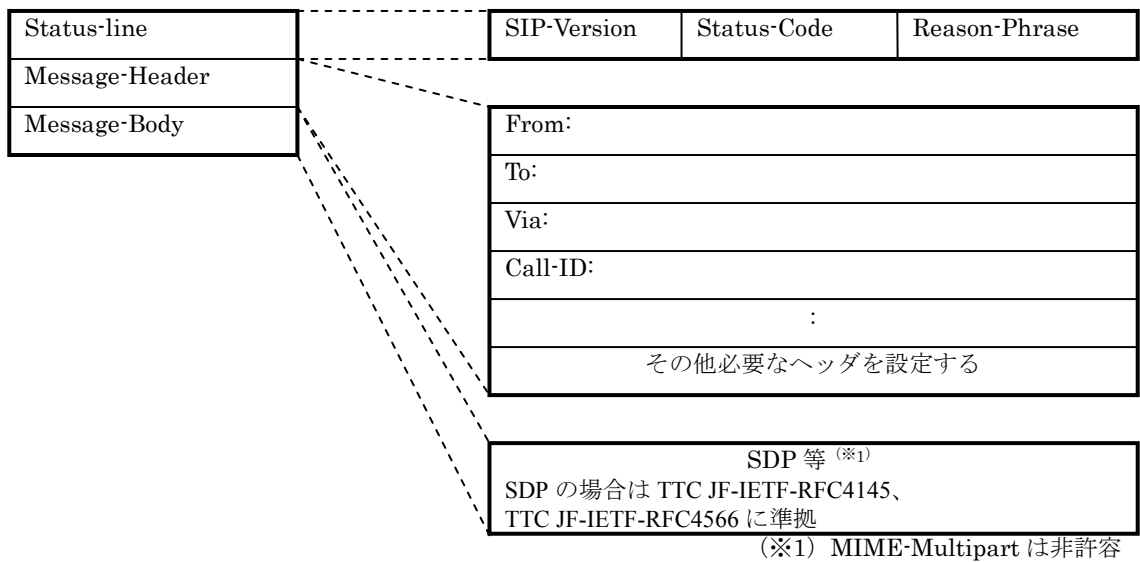 Status-line
Message-Header
Message-Body
SIP-Version Status-Code Reason-Phrase
From:
To:
Via:
Call-ID:
:
その他必要なヘッダを設定する
SDP 等 (※1)
SDP の場合は TTC JF-IETF-RFC4145、
TTC JF-IETF-RFC4566 に準拠
(※1) MIME-Multipart は非許容